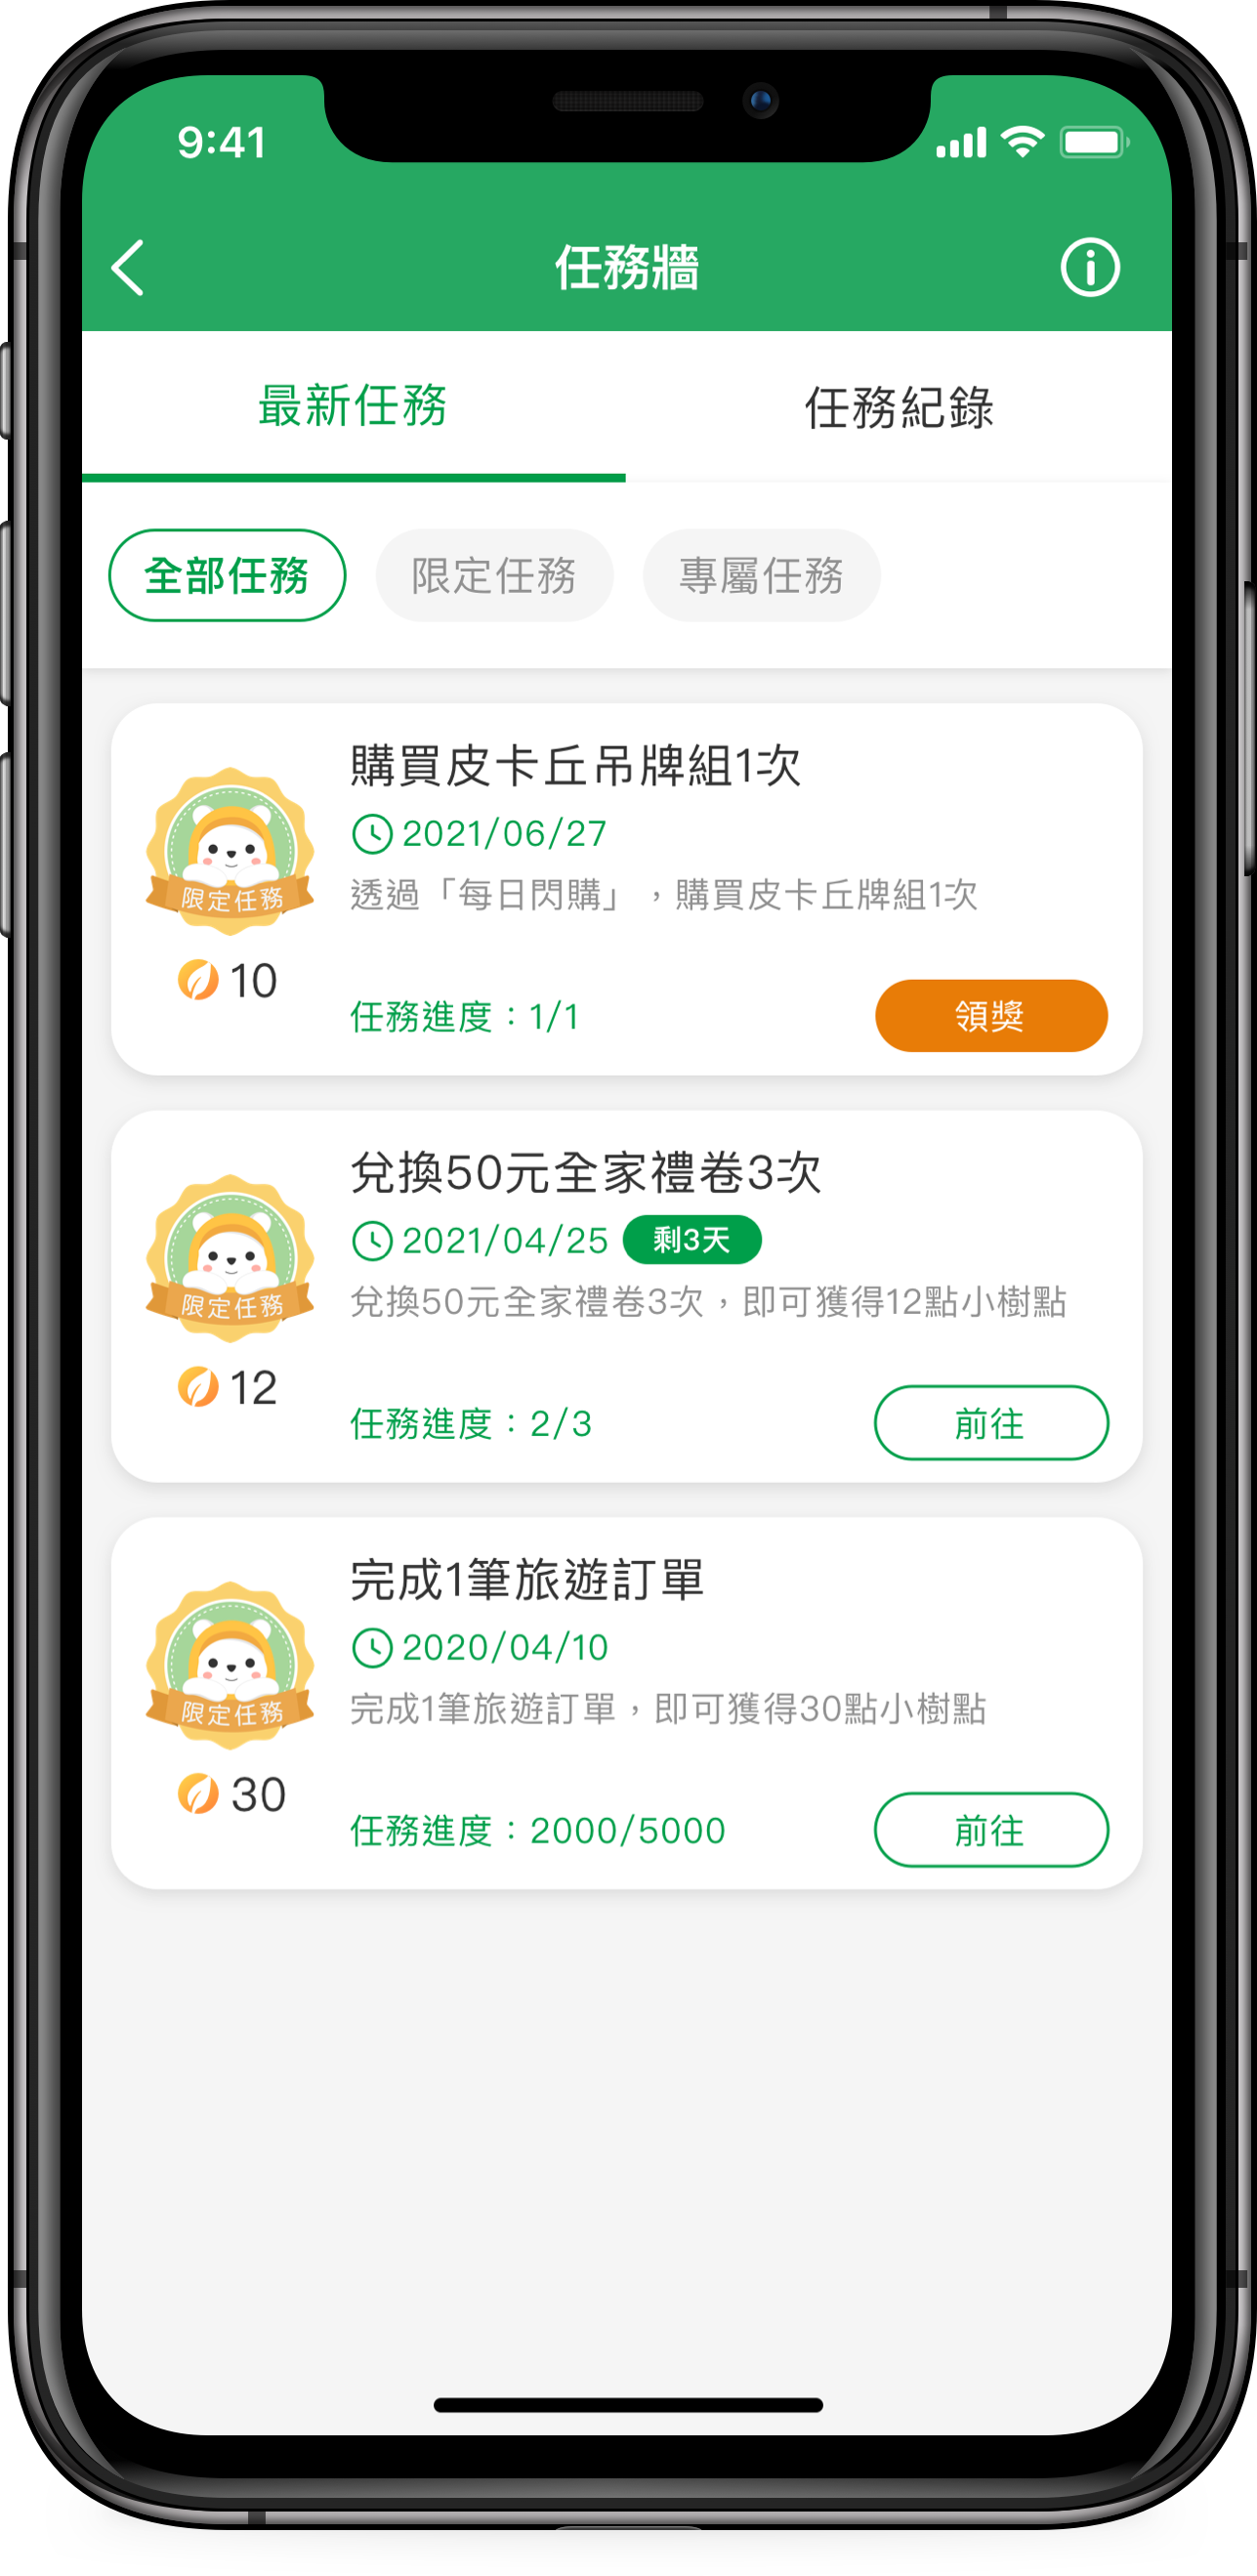 9:41
任務牆
最新任務
任務紀錄
全部任務
限定任務
專屬任務
購買皮卡丘吊牌組1次
2021/06/27
透過「每日閃購」，購買皮卡丘牌組1次
限定任務
10
任務進度：1/1
領獎
兌換50元全家禮卷3次
2021/04/25
剩3天
兌換50元全家禮卷3次，即可獲得12點小樹點
限定任務
12
任務進度：2/3
前往
完成1筆旅遊訂單
2020/04/10
完成1筆旅遊訂單，即可獲得30點小樹點
限定任務
30
任務進度：2000/5000
前往